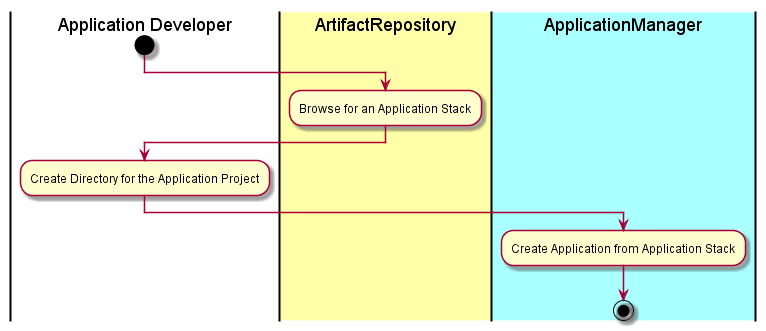 Application Developer
ArtifactRepository
ApplicationManager
Browse for an Application Stack
Create Directory for the Application Project
Create Application from Application Stack